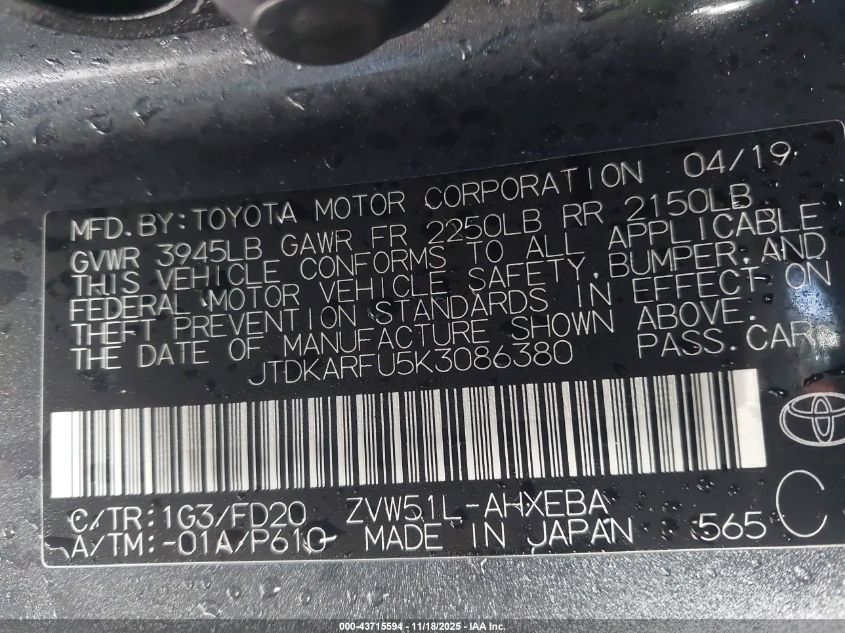 04/19
MFD.BY: TOYOTA MOTOR CORPORATION
GVWR 3945LB GAWR FR 2250LB RR 2150LB
THIS VEHICLE CONFORMS TO ALL APPLICABLE
FEDERAL MOTOR VEHICLE SAFETY, BUMPER, AND
THEFT PREVENTION STANDARDS IN EFFECT ON
THE DATE OF MANUFACTURE SHOWN ABOVE.
JTDKARFU5K3086380 PASS. CAR
C/TR: 1G3/FD20 ZVW51L-AHXEBA
A/TM: -01A/P610 MADE IN JAPAN 565 C
000-43715594 - 11/18/2025 - IAA Inc.